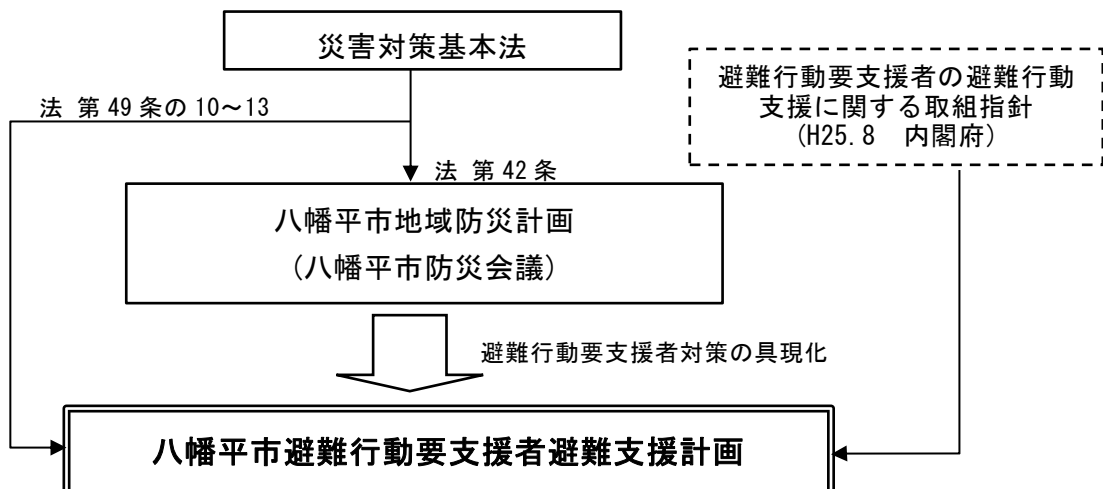 災害対策基本法
避難行動要支援者の避難行動
支援に関する取組指針
(H25.8 内閣府)
法 第49条の10～13
法 第42条
八幡平市地域防災計画
(八幡平市防災会議)
避難行動要支援者対策の具現化
八幡平市避難行動要支援者避難支援計画